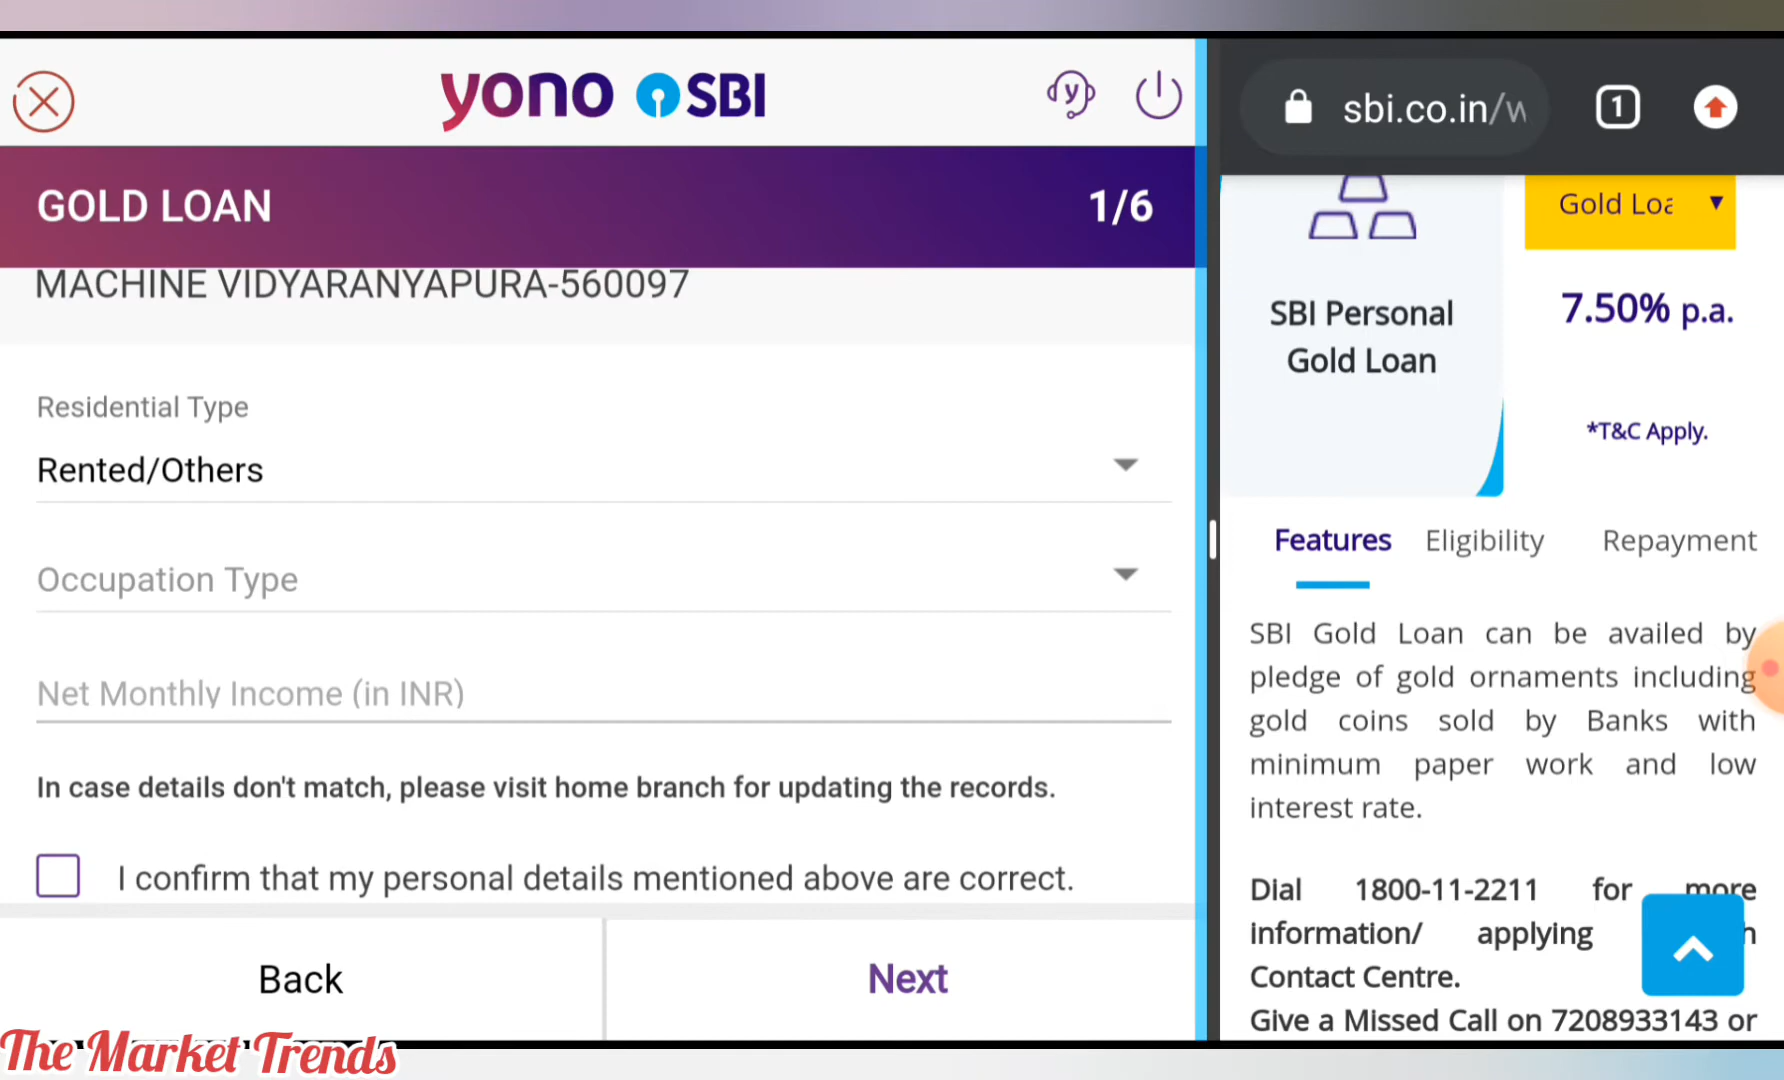 yono SBI
GOLD LOAN
1/6
MACHINE VIDYARANYAPURA-560097
Residential Type
Rented/Others
Occupation Type
Net Monthly Income (in INR)
In case details don't match, please visit home branch for updating the records.
I confirm that my personal details mentioned above are correct.
Back
Next
The Market Trends
sbi.co.in/w
1
Gold Loa
SBI Personal
Gold Loan
7.50% p.a.
*T&C Apply.
Features
Eligibility
Repayment
SBI Gold Loan can be availed by
pledge of gold ornaments including
gold coins sold by Banks with
minimum paper work and low
interest rate.
Dial 1800-11-2211 for more
information/ applying
Contact Centre.
Give a Missed Call on 7208933143 or